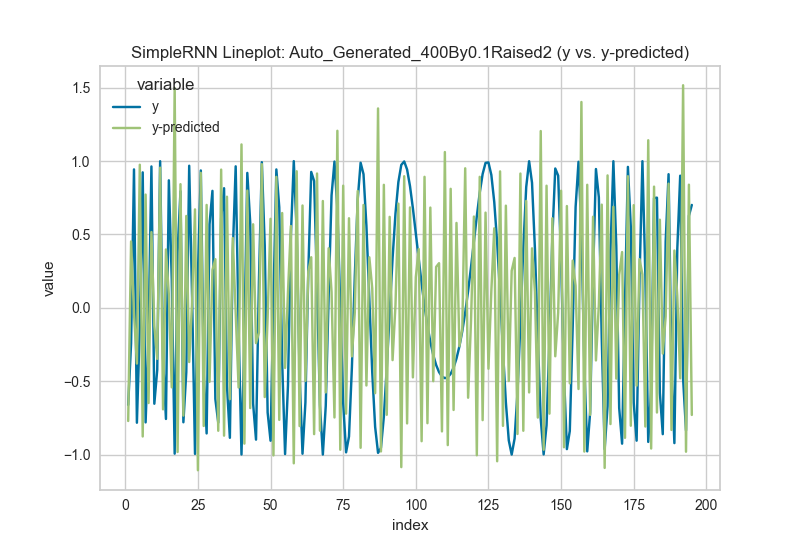 SimpleRNN Lineplot: Auto_Generated_400By0.1Raised2 (y vs. y-predicted)
variable
y
y-predicted
value
1.5
1.0
0.5
0.0
−0.5
−1.0
0 25 50 75 100 125 150 175 200
index